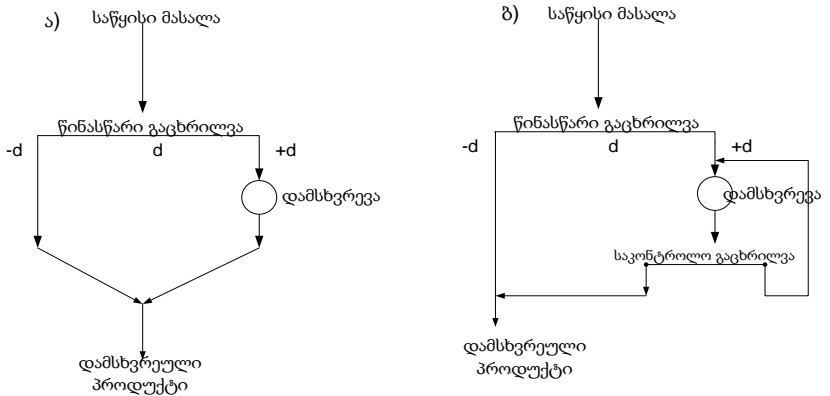 ა)
საწყისი მასალა
წინასწარი გაცხრილვა
-d
d
+d
დამსხვრევა
დამსხვრეული
პროდუქტი
ბ)
საწყისი მასალა
წინასწარი გაცხრილვა
-d
d
+d
დამსხვრევა
საკონტროლო გაცხრილვა
დამსხვრეული
პროდუქტი